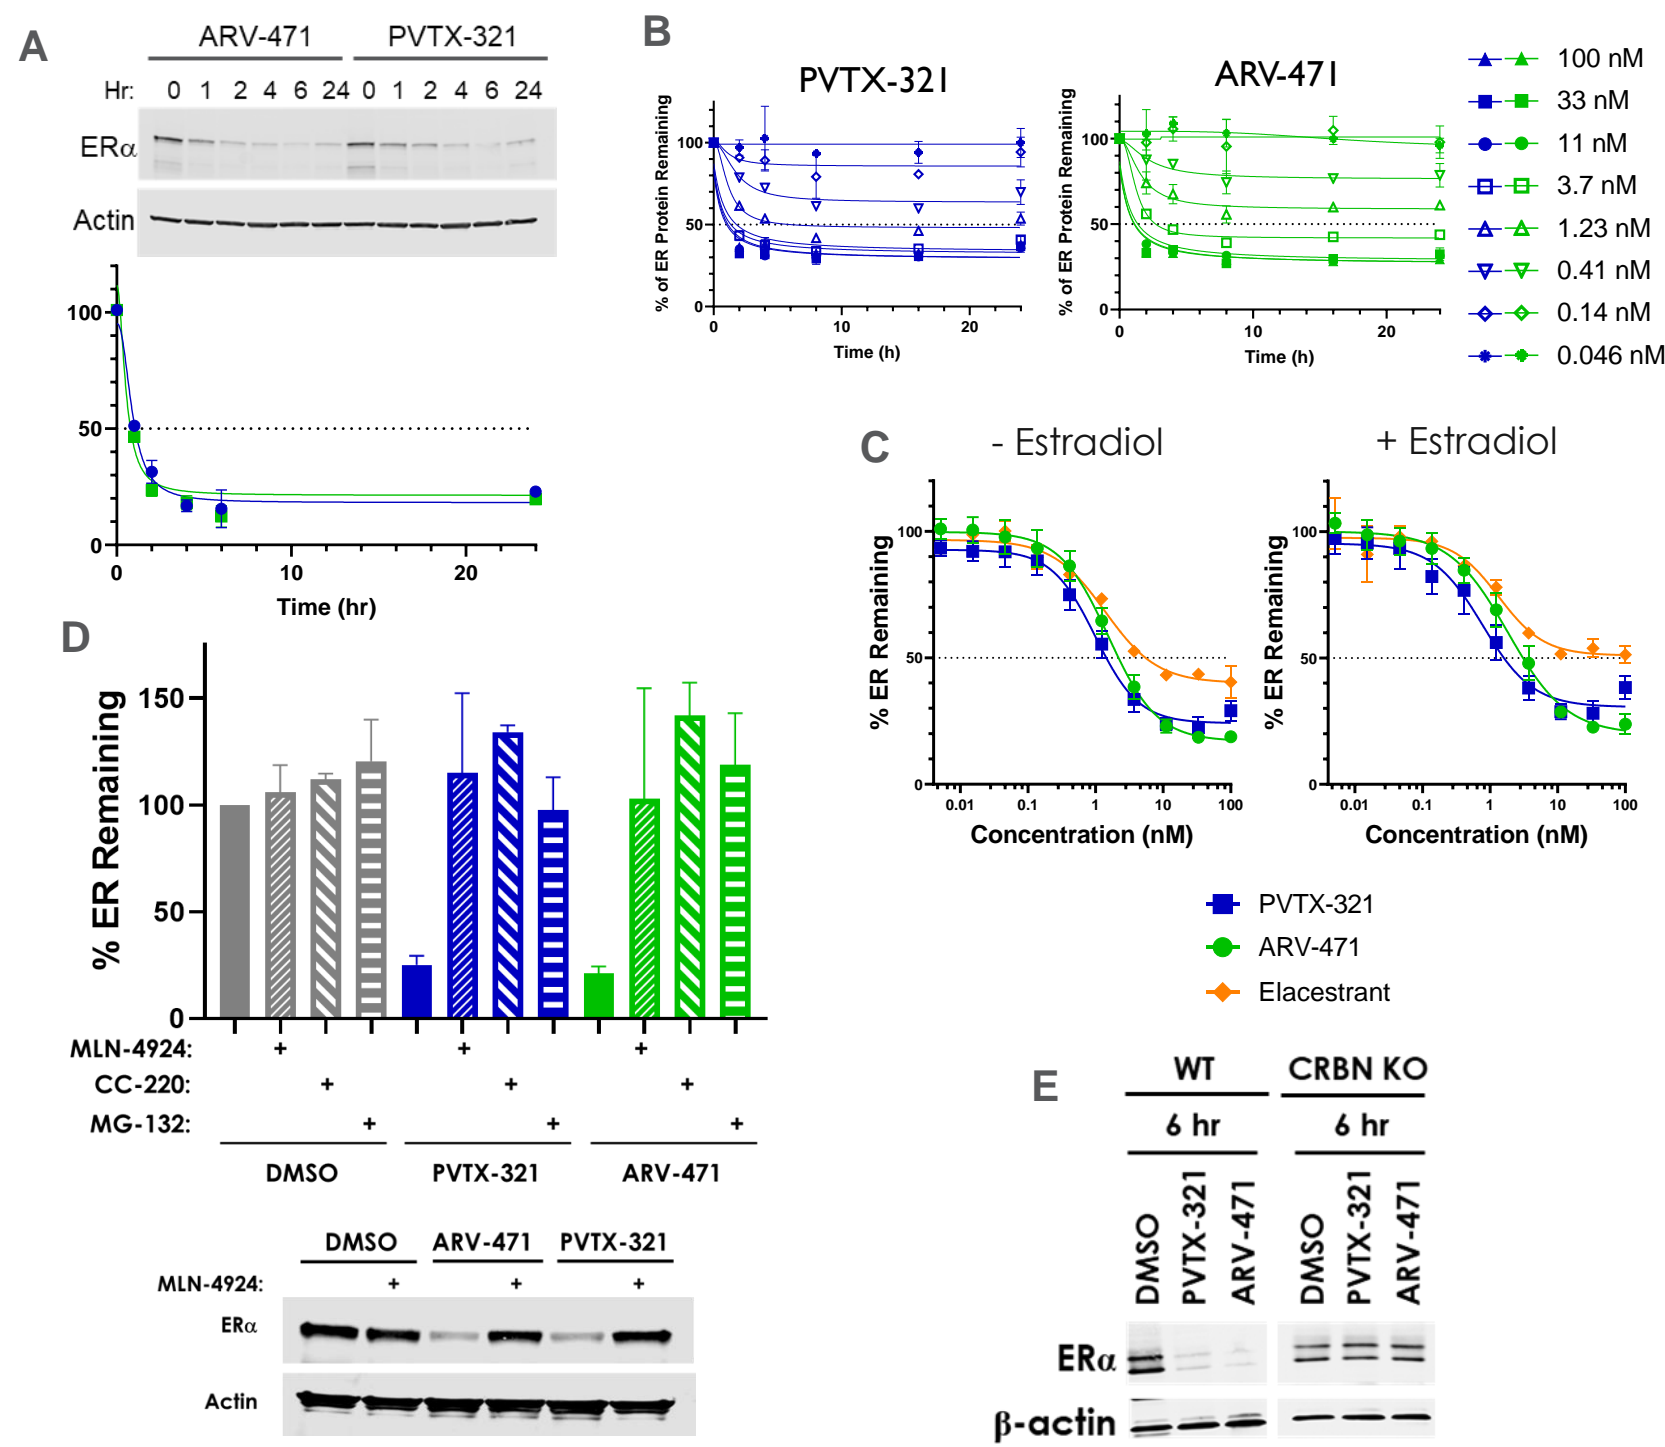 A
ARV-471 PVTX-321
Hr: 0 1 2 4 6 24 0 1 2 4 6 24
ERα
Actin
100
50
0
0 10 20
Time (hr)
B
PVTX-321
% of ER Protein Remaining
100
50
0
0 10 20
Time (h)
ARV-471
% of ER Protein Remaining
100
50
0
0 10 20
Time (h)
100 nM
33 nM
11 nM
3.7 nM
1.23 nM
0.41 nM
0.14 nM
0.046 nM
C
- Estradiol
% ER Remaining
100
50
0
0.01 0.1 1 10 100
Concentration (nM)
+ Estradiol
% ER Remaining
100
50
0
0.01 0.1 1 10 100
Concentration (nM)
PVTX-321
ARV-471
Elacestrant
D
% ER Remaining
150
100
50
0
MLN-4924: + + +
CC-220: + + +
MG-132: + + +
DMSO PVTX-321 ARV-471
DMSO ARV-471 PVTX-321
MLN-4924: + + +
ERα
Actin
E
WT CRBN KO
6 hr 6 hr
DMSO PVTX-321 ARV-471 DMSO PVTX-321 ARV-471
ERα
β-actin